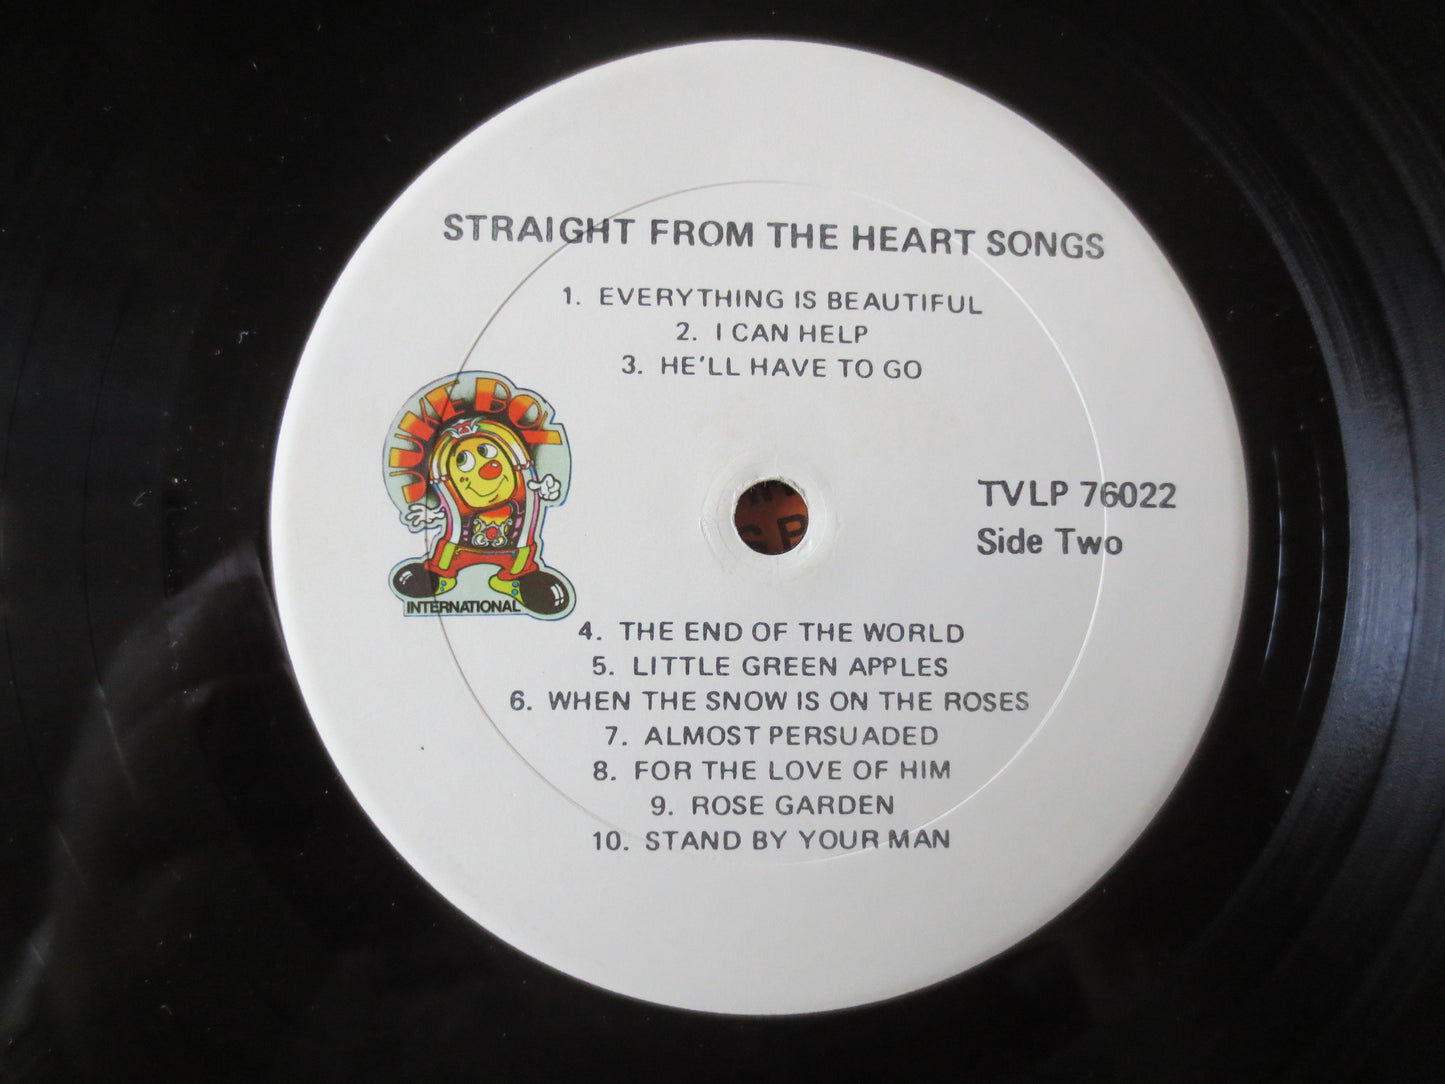 STRAIGHT FROM THE HEART SONGS
1. EVERYTHING IS BEAUTIFUL
2. I CAN HELP
3. HE'LL HAVE TO GO
JUKE BOX
INTERNATIONAL
TVLP 76022
Side Two
4. THE END OF THE WORLD
5. LITTLE GREEN APPLES
6. WHEN THE SNOW IS ON THE ROSES
7. ALMOST PERSUADED
8. FOR THE LOVE OF HIM
9. ROSE GARDEN
10. STAND BY YOUR MAN